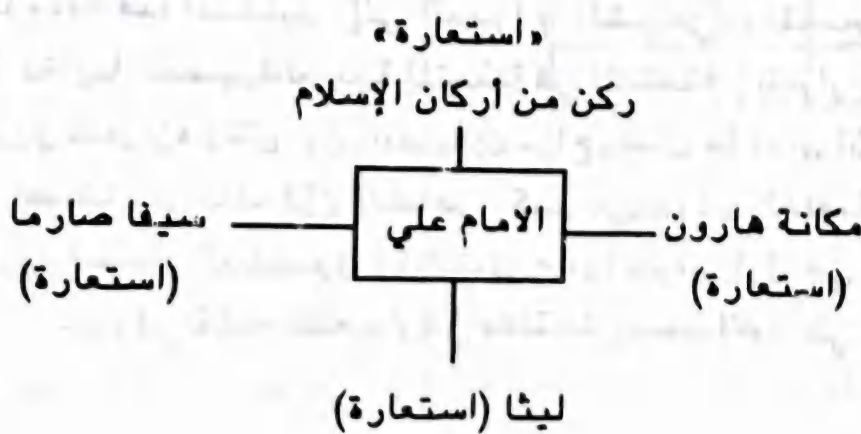 «استعارة»
ركن من أركان الإسلام
مكانة هارون
(استعارة)
الامام علي
سيفا صارما
(استعارة)
ليثا (استعارة)